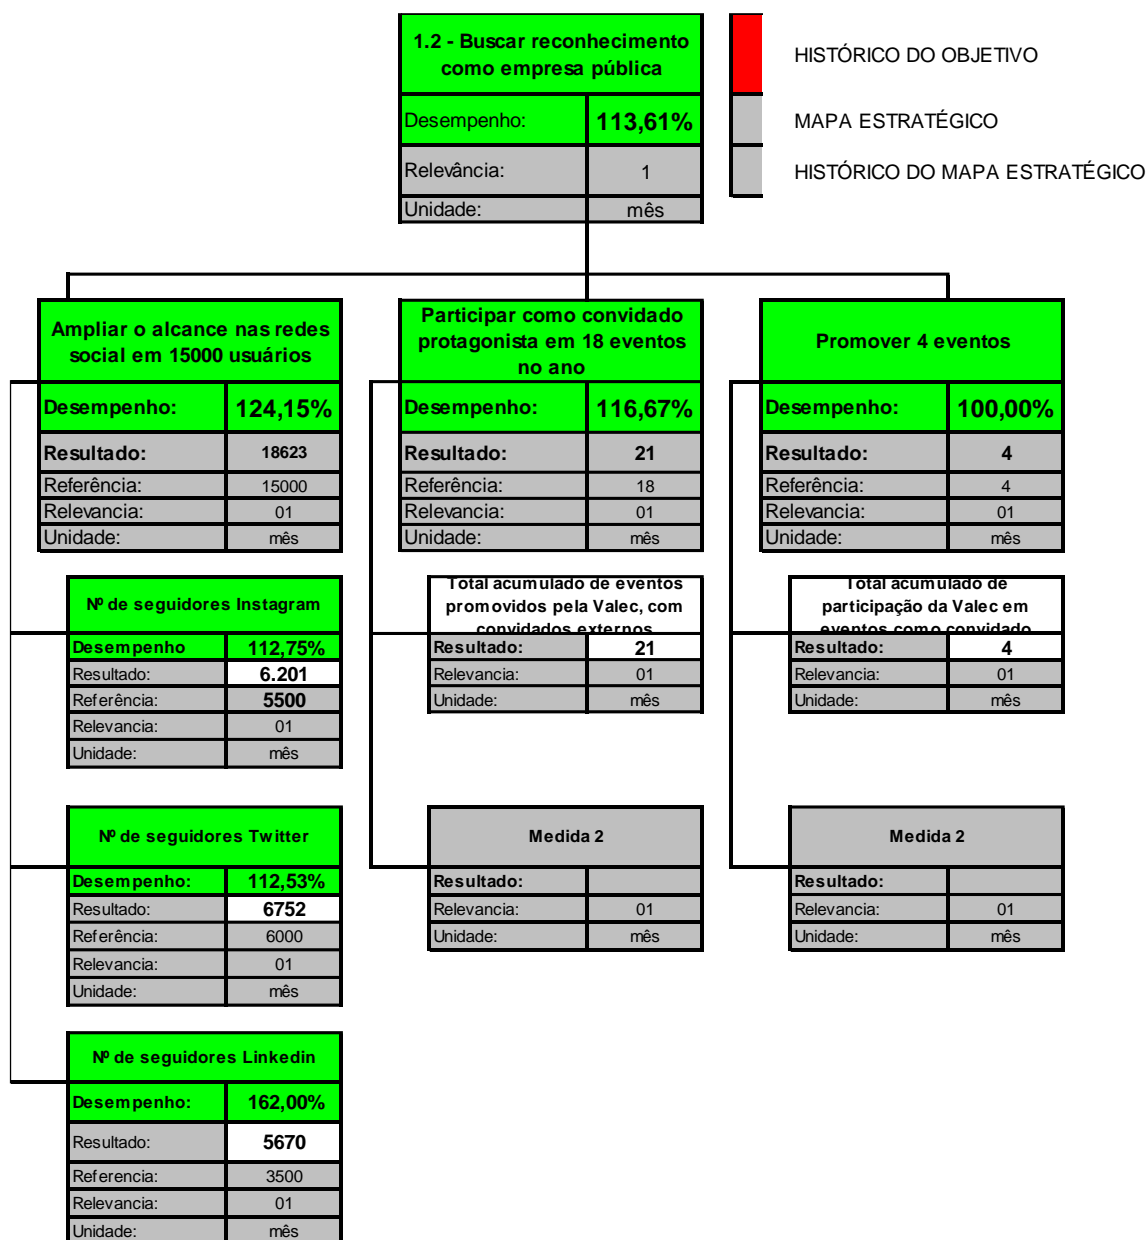 1.2 - Buscar reconhecimento
como empresa pública
Desempenho: 113,61%
Relevância: 1
Unidade: mês
HISTÓRICO DO OBJETIVO
MAPA ESTRATÉGICO
HISTÓRICO DO MAPA ESTRATÉGICO
Ampliar o alcance nas redes
social em 15000 usuários
Desempenho: 124,15%
Resultado: 18623
Referência: 15000
Relevancia: 01
Unidade: mês
Participar como convidado
protagonista em 18 eventos
no ano
Desempenho: 116,67%
Resultado: 21
Referência: 18
Relevancia: 01
Unidade: mês
Promover 4 eventos
Desempenho: 100,00%
Resultado: 4
Referência: 4
Relevancia: 01
Unidade: mês
Nº de seguidores Instagram
Desempenho 112,75%
Resultado: 6.201
Referência: 5500
Relevancia: 01
Unidade: mês
Total acumulado de eventos
promovidos pela Valec, com
convidados externos
Resultado: 21
Relevancia: 01
Unidade: mês
Total acumulado de
participação da Valec em
eventos como convidado
Resultado: 4
Relevancia: 01
Unidade: mês
Nº de seguidores Twitter
Desempenho: 112,53%
Resultado: 6752
Referência: 6000
Relevancia: 01
Unidade: mês
Medida 2
Resultado:
Relevancia: 01
Unidade: mês
Medida 2
Resultado:
Relevancia: 01
Unidade: mês
Nº de seguidores Linkedin
Desempenho: 162,00%
Resultado: 5670
Referencia: 3500
Relevancia: 01
Unidade: mês